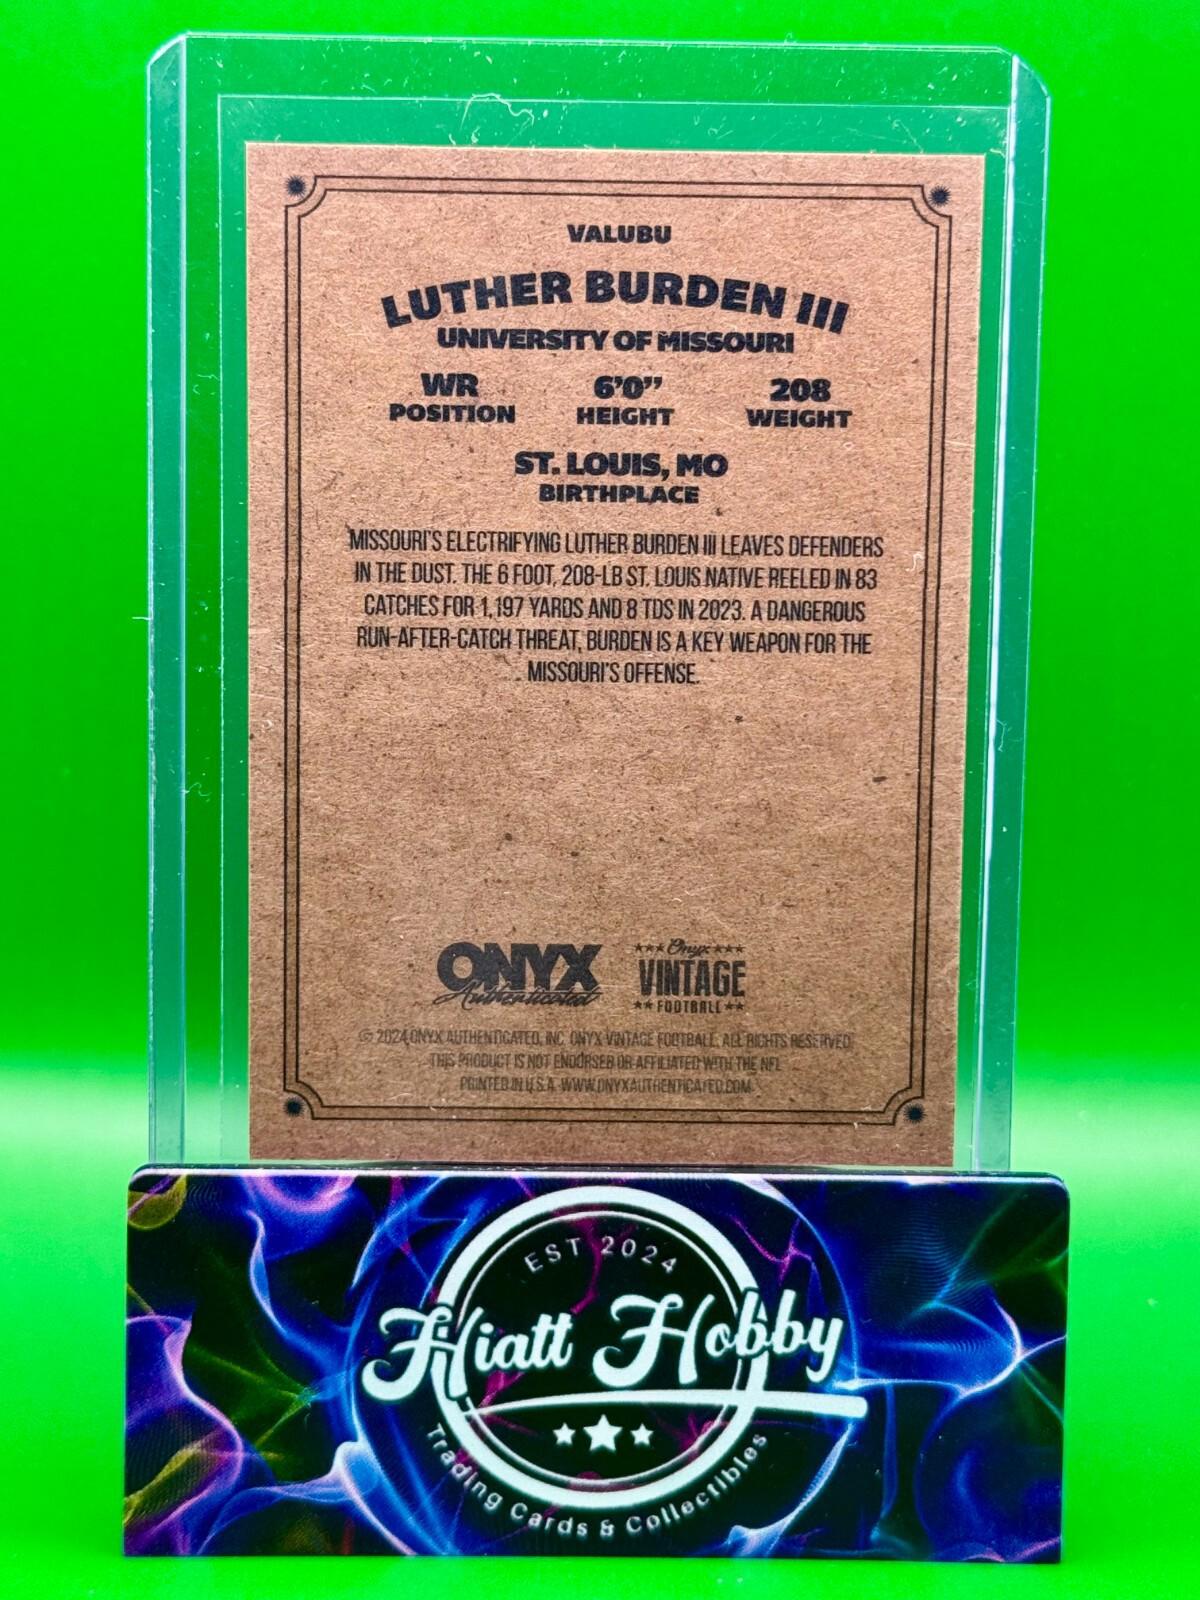 VALUBU
LUTHER BURDEN III
UNIVERSITY OF MISSOURI
WR 6'0" 208
POSITION HEIGHT WEIGHT
ST. LOUIS, MO
BIRTHPLACE
MISSOURI'S ELECTRIFYING LUTHER BURDEN III LEAVES DEFENDERS
IN THE DUST. THE 6 FOOT, 208-LB ST. LOUIS NATIVE REELED IN 83
CATCHES FOR 1,197 YARDS AND 8 TDS IN 2023. A DANGEROUS
RUN-AFTER-CATCH THREAT, BURDEN IS A KEY WEAPON FOR THE
MISSOURI'S OFFENSE.
ONYX
Authenticated
Onyx
VINTAGE
FOOTBALL
© 2024 ONYX AUTHENTICATED, INC. ONYX VINTAGE FOOTBALL. ALL RIGHTS RESERVED.
THIS PRODUCT IS NOT ENDORSED OR AFFILIATED WITH THE NFL
PRINTED IN U.S.A. WWW.ONYXAUTHENTICATED.COM
EST 2024
Hiatt Hobby
Trading Cards & Collectibles